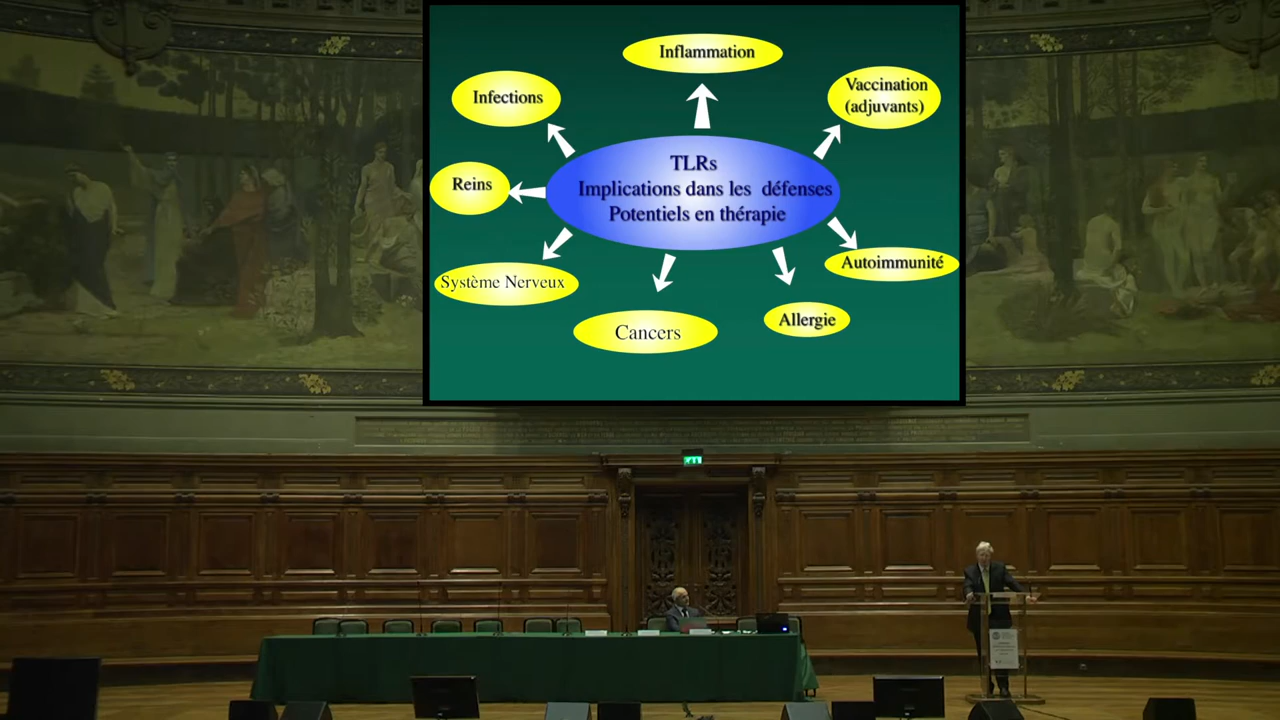 Inflammation
Infections
Vaccination
(adjuvants)
TLRs
Implications dans les défenses
Potentiels en thérapie
Reins
Autoimmunité
Système Nerveux
Allergie
Cancers